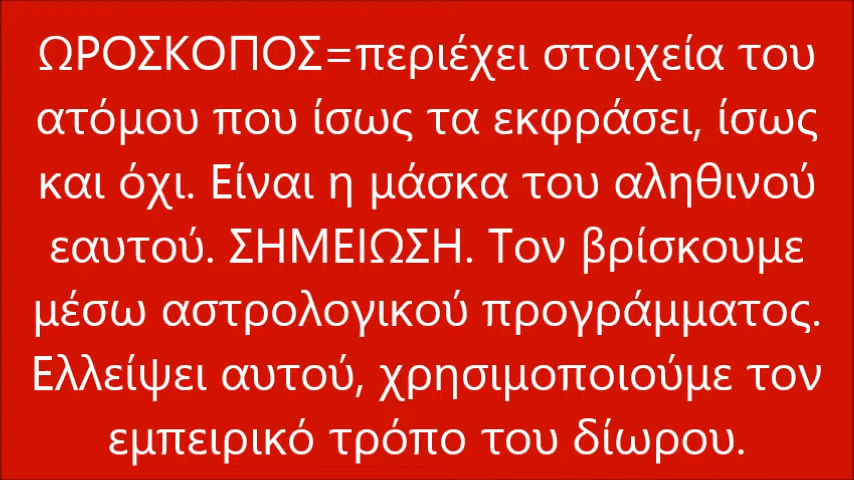 ΩΡΟΣΚΟΠΟΣ=περιέχει στοιχεία του
ατόμου που ίσως τα εκφράσει, ίσως
και όχι. Είναι η μάσκα του αληθινού
εαυτού. ΣΗΜΕΙΩΣΗ. Τον βρίσκουμε
μέσω αστρολογικού προγράμματος.
Ελλείψει αυτού, χρησιμοποιούμε τον
εμπειρικό τρόπο του δίωρου.